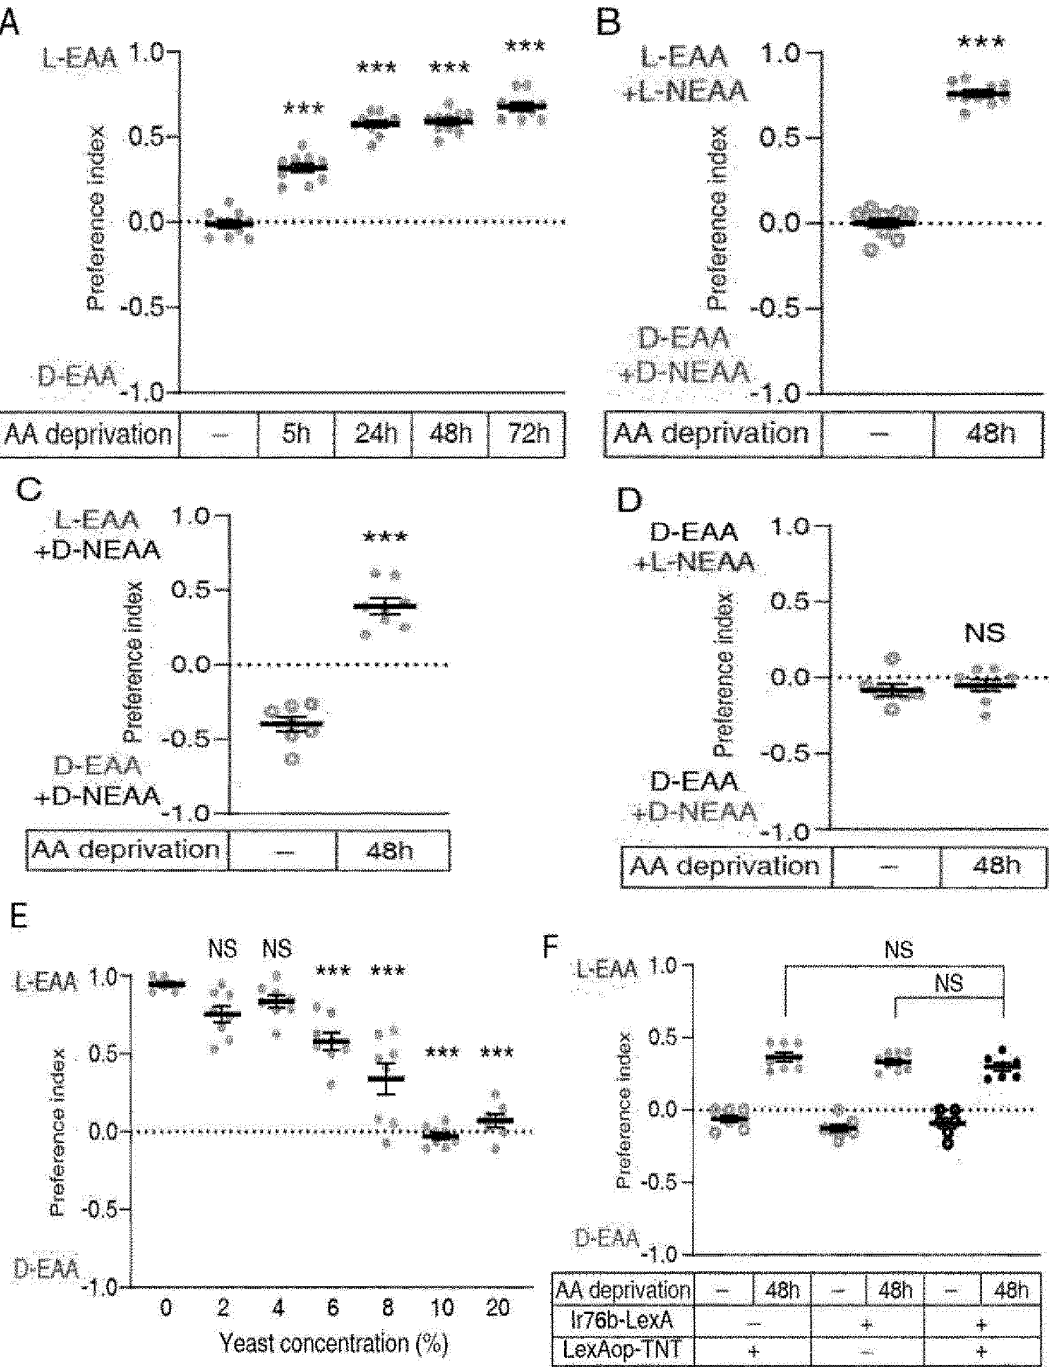 A
L-EAA
1.0
0.5
0.0
-0.5
-1.0
Preference index
D-EAA
***
***
***
***
AA deprivation – 5h 24h 48h 72h
B
L-EAA
+L-NEAA
1.0
0.5
0.0
-0.5
-1.0
Preference index
D-EAA
+D-NEAA
***
AA deprivation – 48h
C
L-EAA
+D-NEAA
1.0
0.5
0.0
-0.5
-1.0
Preference index
D-EAA
+D-NEAA
***
AA deprivation – 48h
D
D-EAA
+L-NEAA
1.0
0.5
0.0
-0.5
-1.0
Preference index
D-EAA
+D-NEAA
NS
AA deprivation – 48h
E
L-EAA
1.0
0.5
0.0
-0.5
-1.0
Preference index
D-EAA
NS NS *** *** *** ***
0 2 4 6 8 10 20
Yeast concentration (%)
F
L-EAA
1.0
0.5
0.0
-0.5
-1.0
Preference index
D-EAA
NS
NS
AA deprivation – 48h – 48h – 48h
Ir76b-LexA – + +
LexAop-TNT + – +